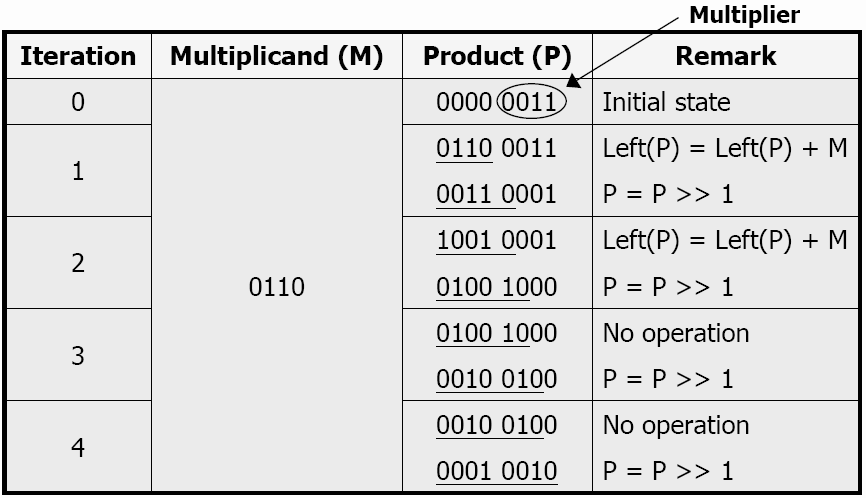 Multiplier
Iteration Multiplicand (M) Product (P) Remark
0 0000 0011 Initial state
1 0110 0011 Left(P) = Left(P) + M
0011 0001 P = P >> 1
2 1001 0001 Left(P) = Left(P) + M
0110
0100 1000 P = P >> 1
3 0100 1000 No operation
0010 0100 P = P >> 1
4 0010 0100 No operation
0001 0010 P = P >> 1